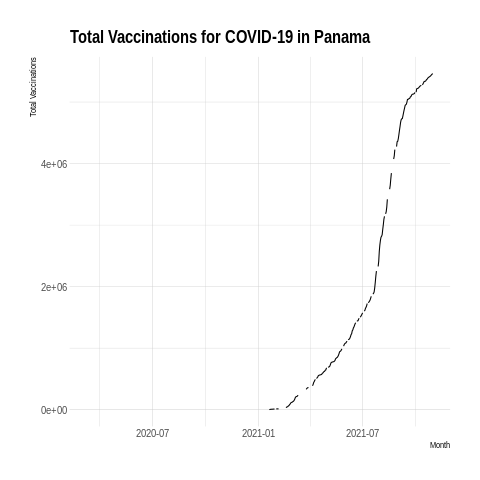 Total Vaccinations for COVID-19 in Panama
Total Vaccinations
4e+06
2e+06
0e+00
2020-07
2021-01
2021-07
Month